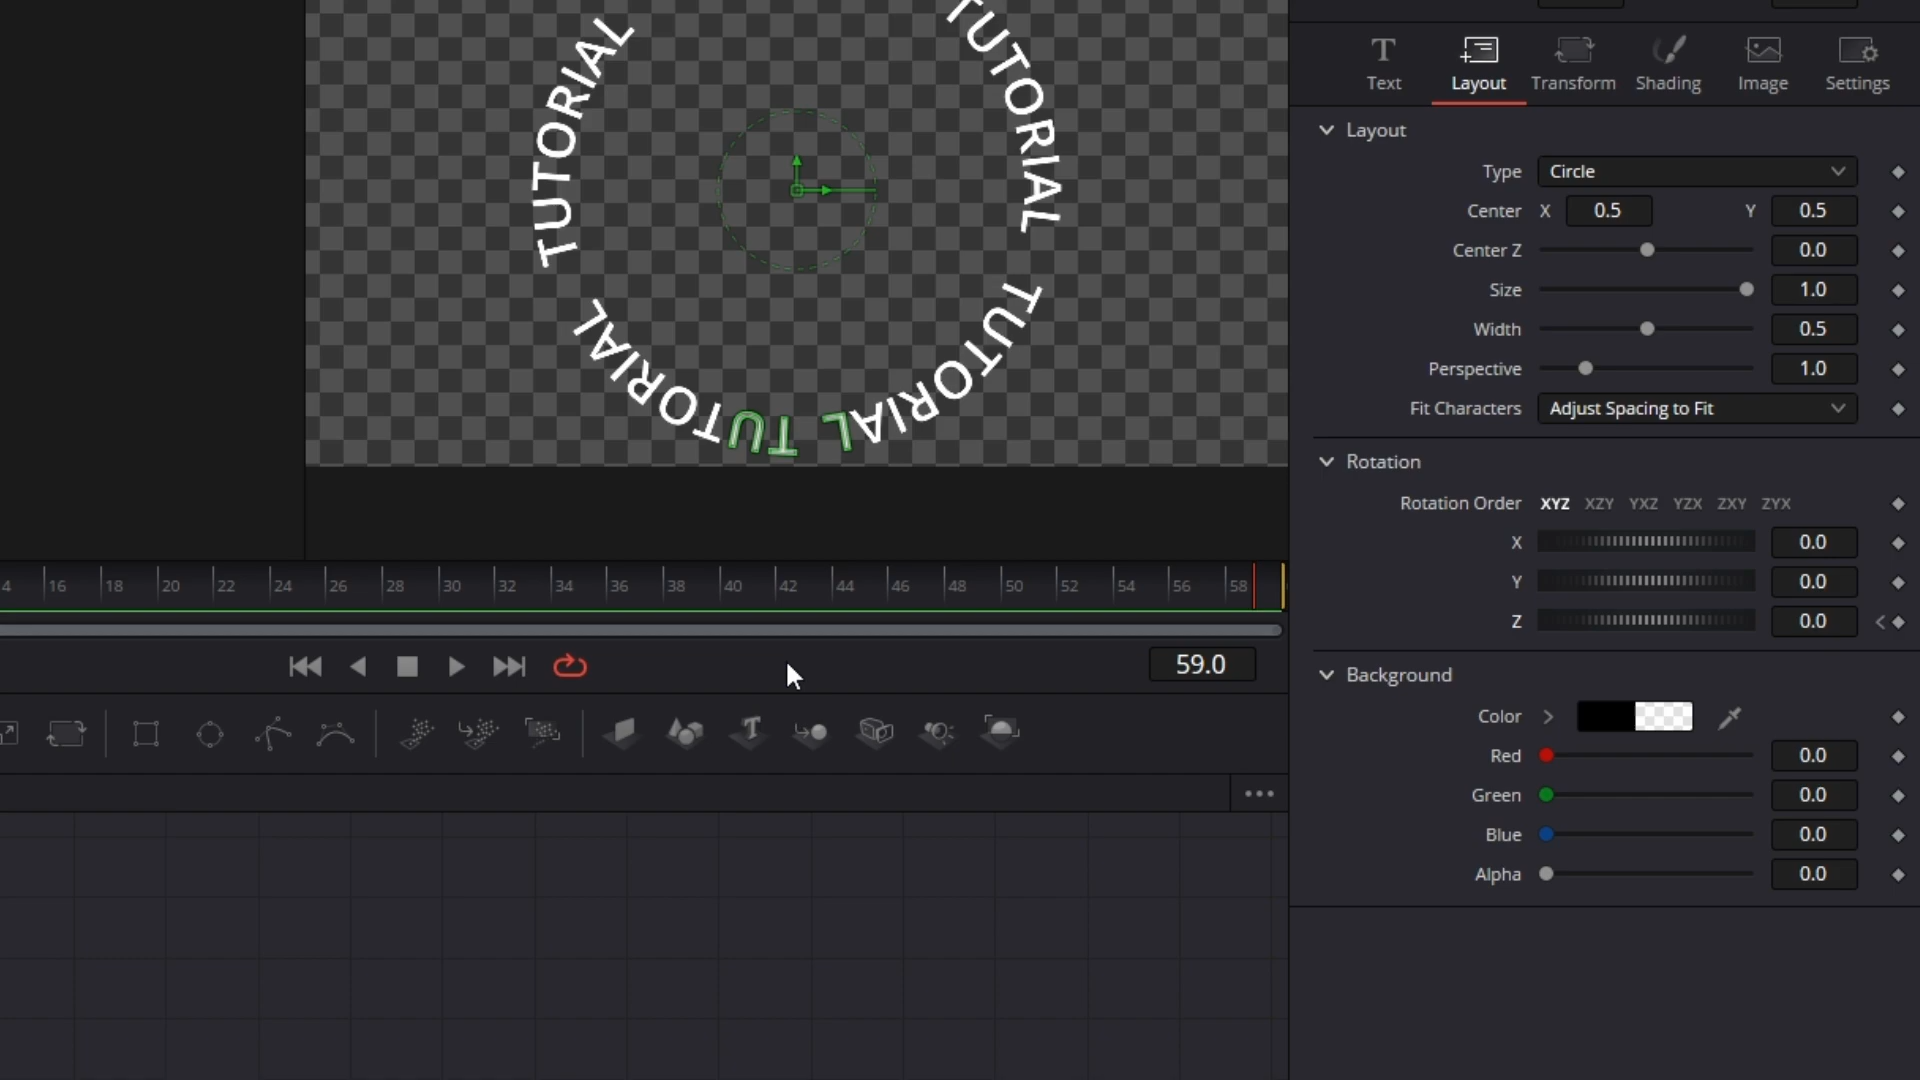 TUTORIAL
TUTORIAL
TUTORIAL
TUTORIAL
TU
Text
Layout
Transform
Shading
Image
Settings
Layout
Type Circle
Center X 0.5 Y 0.5
Center Z 0.0
Size 1.0
Width 0.5
Perspective 1.0
Fit Characters Adjust Spacing to Fit
Rotation
Rotation Order XYZ XZY YXZ YZX ZXY ZYX
X 0.0
Y 0.0
Z 0.0
4 16 18 20 22 24 26 28 30 32 34 36 38 40 42 44 46 48 50 52 54 56 58
59.0
Background
Color
Red 0.0
Green 0.0
Blue 0.0
Alpha 0.0